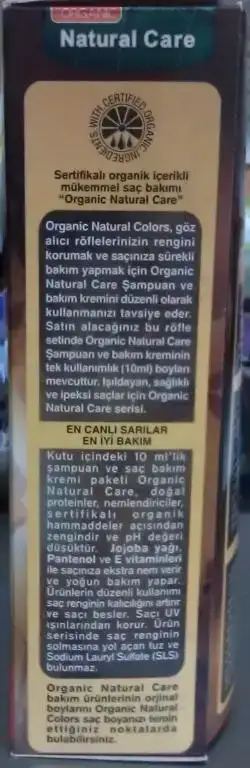 ORGANIC
Natural Care
WITH CERTIFIED ORGANIC INGREDIENTS
Sertifikalı organik içerikli
mükemmel saç bakımı
“Organic Natural Care”
Organic Natural Colors, göz
alıcı röflelerinizin rengini
korumak ve saçınıza sürekli
bakım yapmak için Organic
Natural Care Şampuan ve
bakım kremini düzenli olarak
kullanmanızı tavsiye eder.
Satın alacağınız bu röfle
setinde Organic Natural Care
Şampuan ve bakım kreminin
tek kullanımlık (10ml) boyları
mevcuttur. Işıldayan, sağlıklı
ve ipeksi saçlar için Organic
Natural Care serisi.
EN CANLI SARILAR
EN İYİ BAKIM
Kutu içindeki 10 ml'lik
şampuan ve saç bakım
kremi paketi Organic
Natural Care, doğal
proteinler, nemlendiriciler,
sertifikalı organik
hammaddeler açısından
zengindir ve pH değeri
düşüktür. Jojoba yağı,
Pantenol ve E vitaminleri
ile saçınıza ekstra nem verir
ve yoğun bakım yapar.
Ürünlerin düzenli kullanımı
saç renginin kalıcılığını artırır
ve saçı besler. Saçı UV
ışınlarından korur. Ürün
serisinde saç renginin
solmasına yol açan tuz ve
Sodium Lauryl Sulfate (SLS)
bulunmaz.
Organic Natural Care
bakım ürünlerinin orjinal
boylarını Organic Natural
Colors saç boyanızı temin
ettiğiniz noktalarda
bulabilirsiniz.